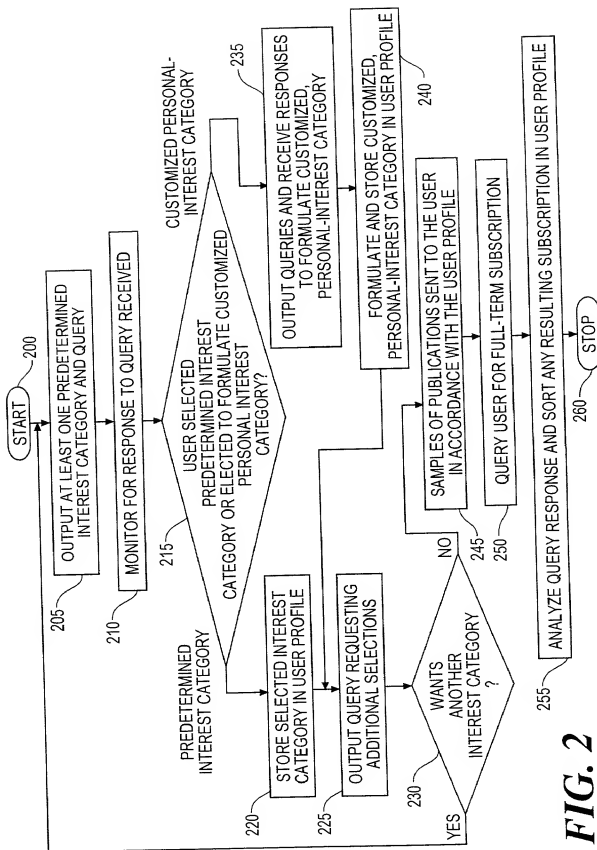 START
200
OUTPUT AT LEAST ONE PREDETERMINED
INTEREST CATEGORY AND QUERY
205
MONITOR FOR RESPONSE TO QUERY RECEIVED
210
USER SELECTED
PREDETERMINED INTEREST
CATEGORY OR ELECTED TO FORMULATE CUSTOMIZED
PERSONAL INTEREST
CATEGORY?
215
PREDETERMINED
INTEREST CATEGORY
CUSTOMIZED PERSONAL-
INTEREST CATEGORY
STORE SELECTED INTEREST
CATEGORY IN USER PROFILE
220
OUTPUT QUERY REQUESTING
ADDITIONAL SELECTIONS
225
WANTS
ANOTHER
INTEREST CATEGORY
?
230
YES
NO
235
OUTPUT QUERIES AND RECEIVE RESPONSES
TO FORMULATE CUSTOMIZED,
PERSONAL-INTEREST CATEGORY
FORMULATE AND STORE CUSTOMIZED,
PERSONAL-INTEREST CATEGORY IN USER PROFILE
240
SAMPLES OF PUBLICATIONS SENT TO THE USER
IN ACCORDANCE WITH THE USER PROFILE
245
QUERY USER FOR FULL-TERM SUBSCRIPTION
250
ANALYZE QUERY RESPONSE AND SORT ANY RESULTING SUBSCRIPTION IN USER PROFILE
255
STOP
260
FIG. 2